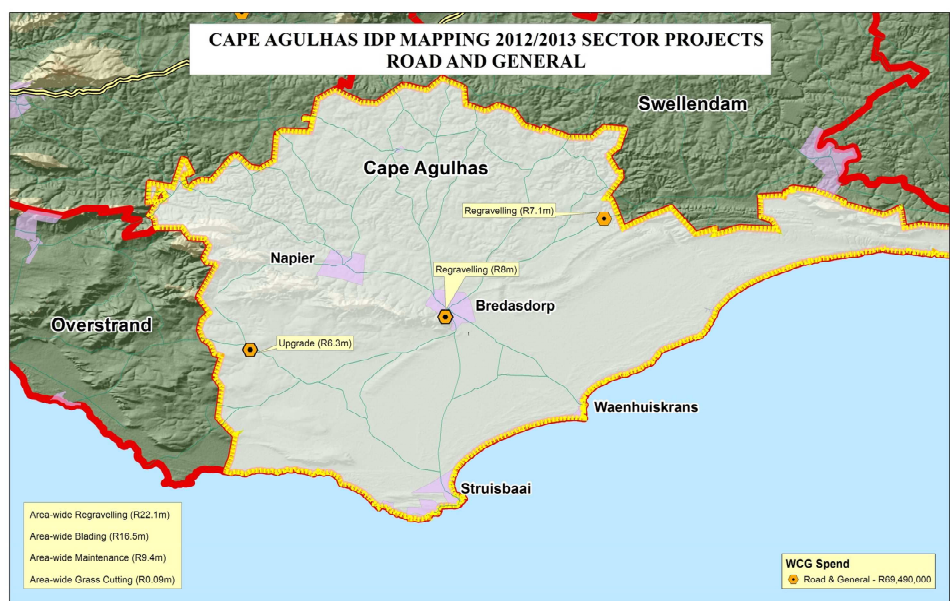 CAPE AGULHAS IDP MAPPING 2012/2013 SECTOR PROJECTS
ROAD AND GENERAL
Swellendam
Cape Agulhas
Regravelling (R7.1m)
Napier
Regravelling (R8m)
Bredasdorp
Overstrand
Upgrade (R6.3m)
1
Waenhuiskrans
Struisbaai
Area-wide Regravelling (R22.1m)
Area-wide Blading (R16.5m)
Area-wide Maintenance (R9.4m)
Area-wide Grass Cutting (R0.09m)
WCG Spend
Road & General - R69,490,000